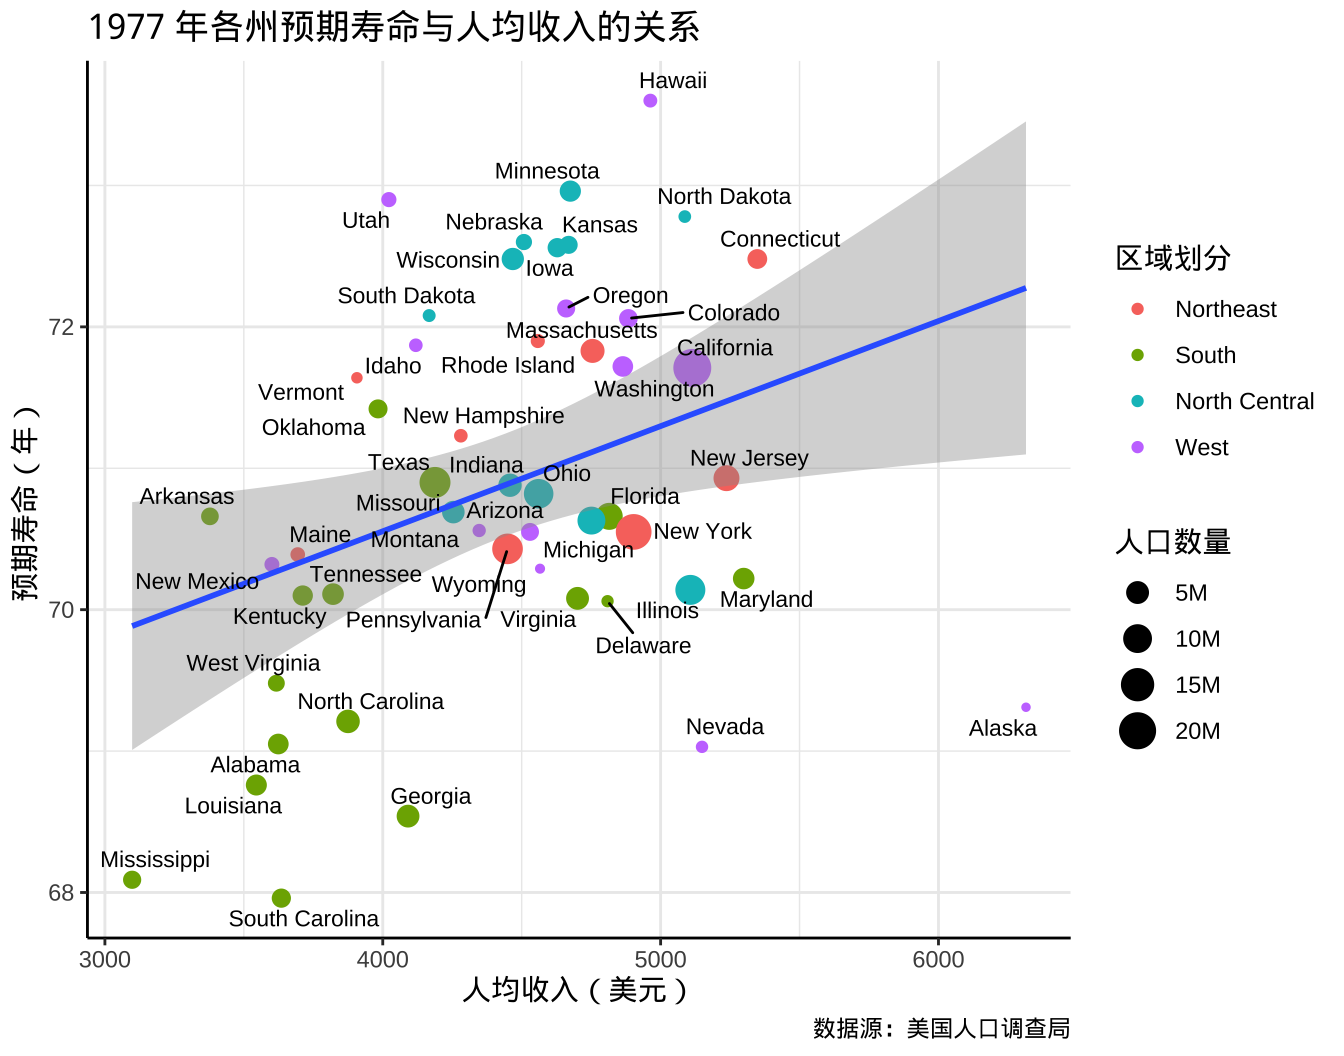 1977 年各州预期寿命与人均收入的关系
Hawaii
Minnesota
North Dakota
Utah
Nebraska
Kansas
Connecticut
Wisconsin
Iowa
South Dakota
Oregon
Colorado
Massachusetts
California
Idaho
Rhode Island
Vermont
Washington
New Hampshire
Oklahoma
Texas
Indiana
New Jersey
Ohio
Arkansas
Missouri
Arizona
Florida
Maine
Montana
New York
Michigan
New Mexico
Tennessee
Wyoming
Kentucky
Pennsylvania
Virginia
Illinois
Maryland
Delaware
West Virginia
North Carolina
Nevada
Alaska
Alabama
Louisiana
Georgia
Mississippi
South Carolina
72
70
68
预期寿命（年）
3000
4000
5000
6000
人均收入（美元）
区域划分
Northeast
South
North Central
West
人口数量
5M
10M
15M
20M
数据源：美国人口调查局